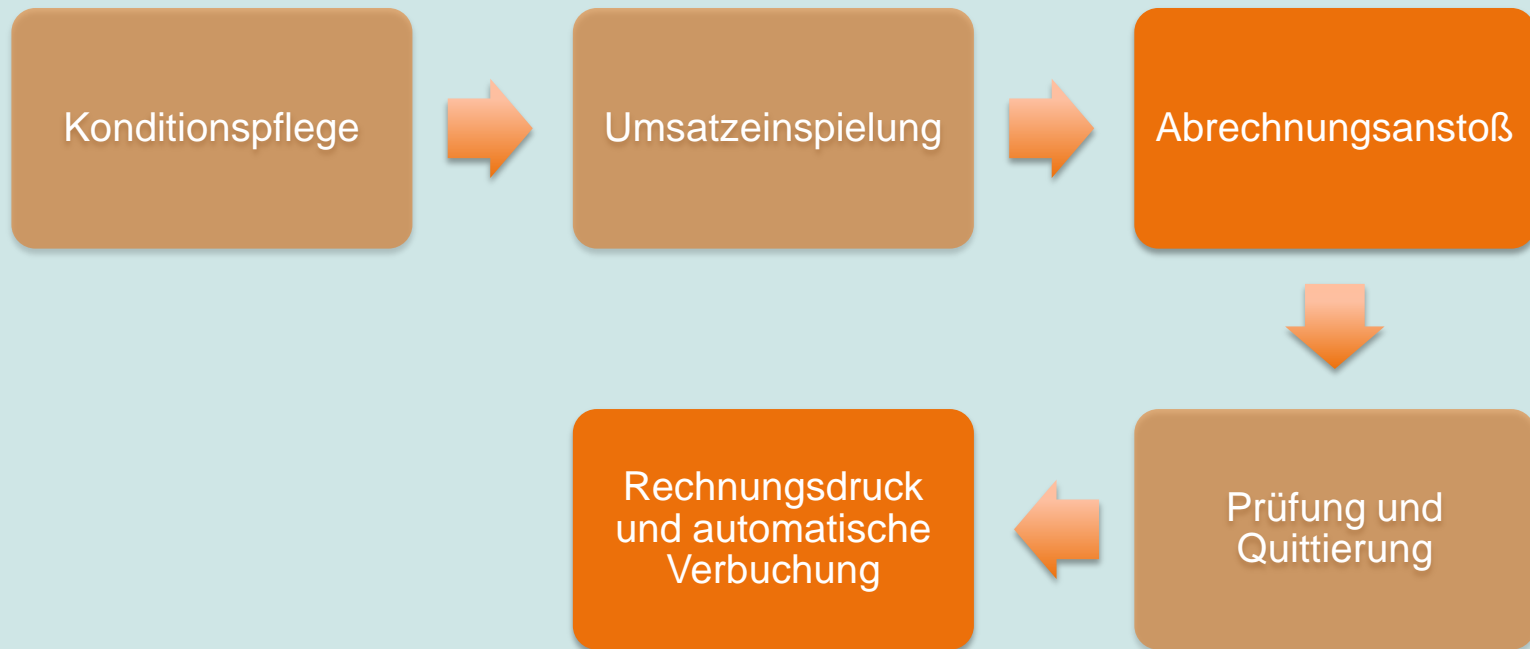 Konditionspflege
Umsatzeinspielung
Abrechnungsanstoß
Prüfung und
Quittierung
Rechnungsdruck
und automatische
Verbuchung